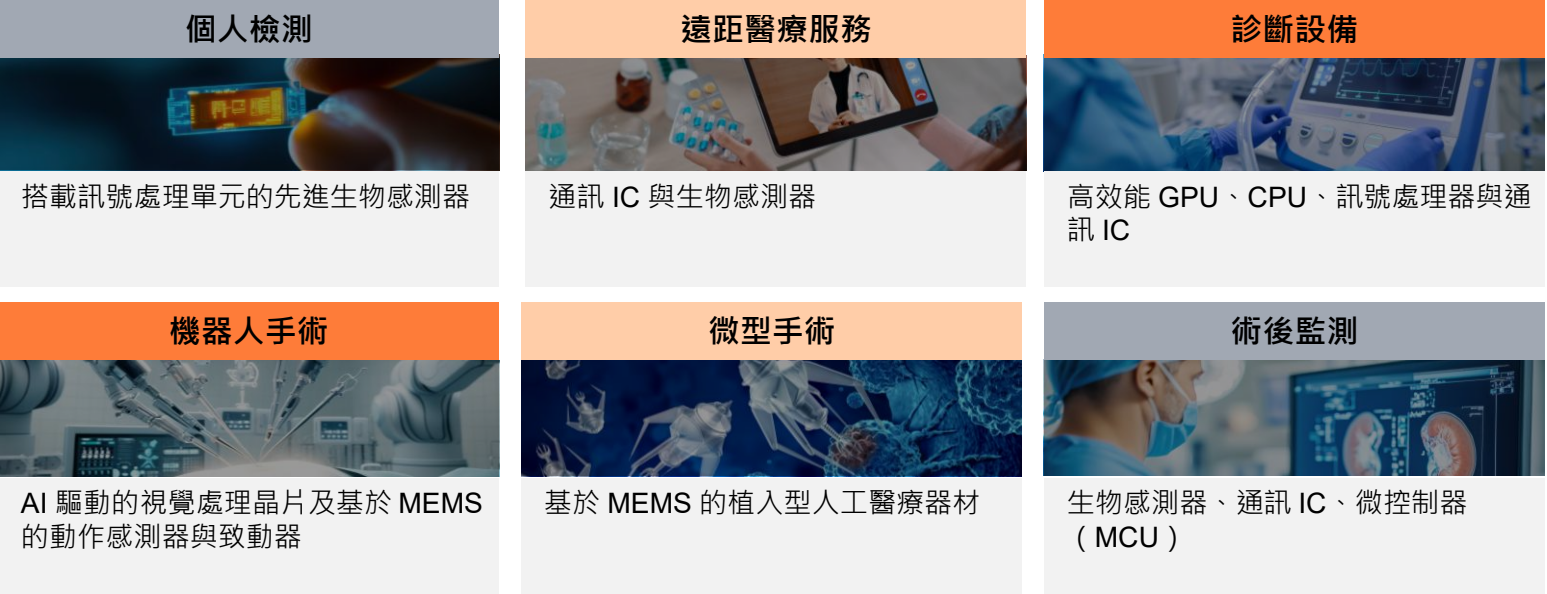 個人檢測
遠距醫療服務
診斷設備
搭載訊號處理單元的先進生物感測器
通訊 IC 與生物感測器
高效能 GPU、CPU、訊號處理器與通
訊 IC
機器人手術
微型手術
術後監測
AI 驅動的視覺處理晶片及基於 MEMS
的動作感測器與致動器
基於 MEMS 的植入型人工醫療器材
生物感測器、通訊 IC、微控制器
（MCU）